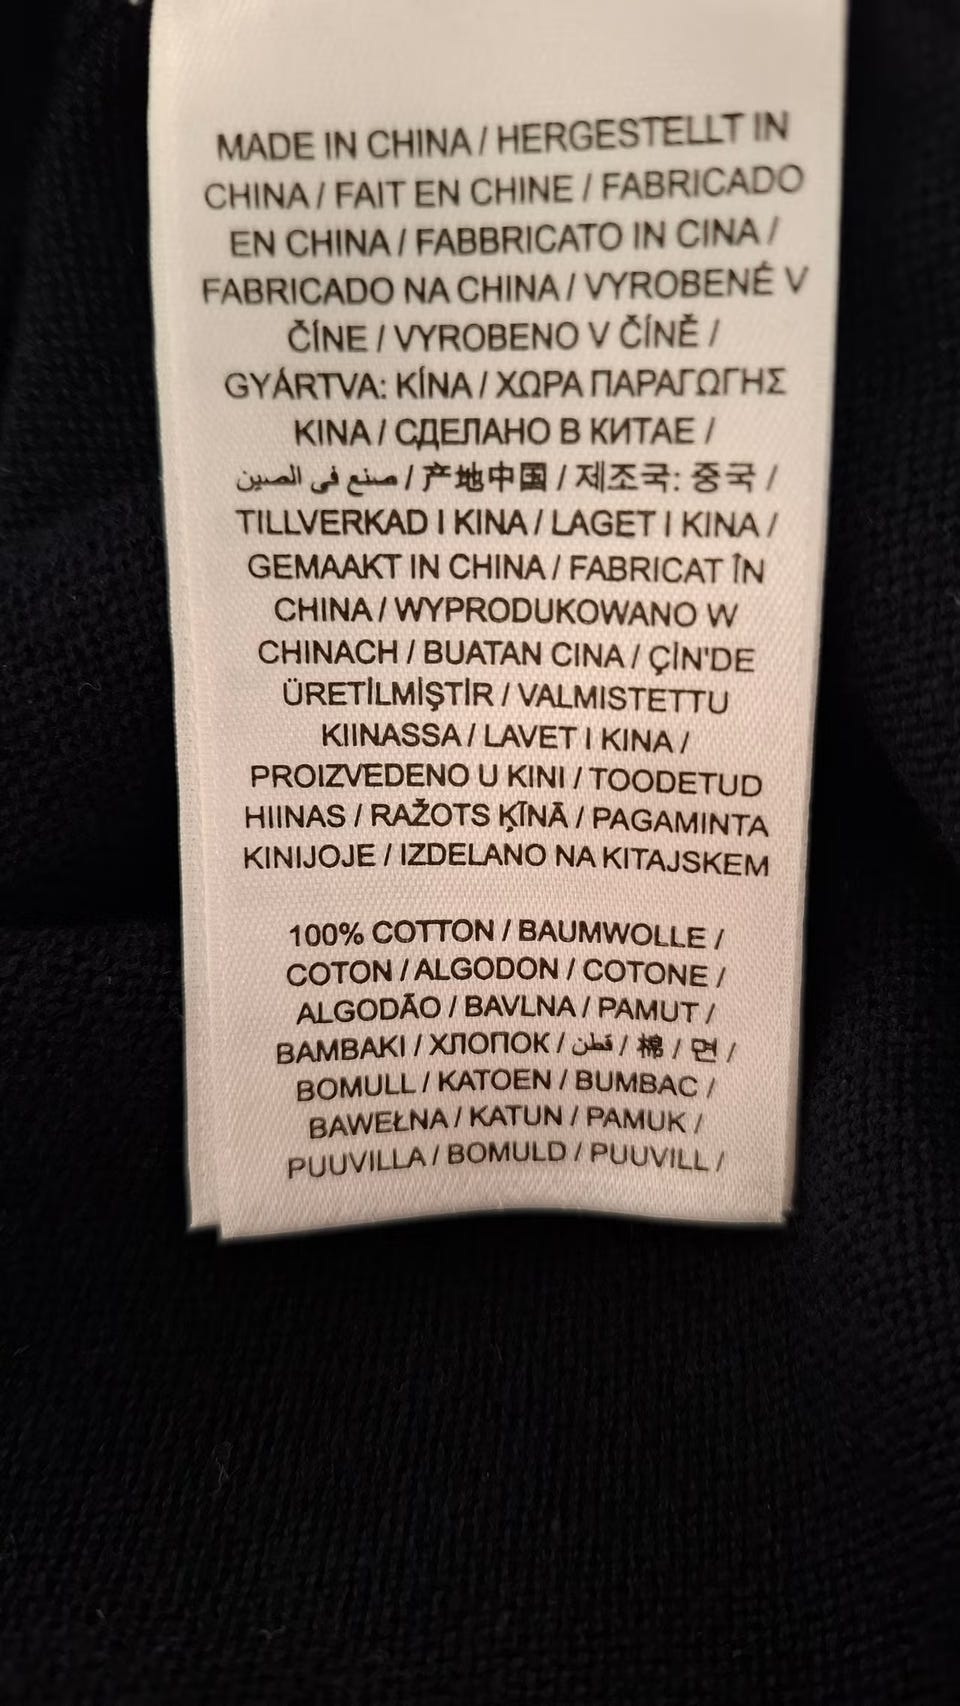 MADE IN CHINA / HERGESTELLT IN
CHINA / FAIT EN CHINE / FABRICADO
EN CHINA / FABBRICATO IN CINA /
FABRICADO NA CHINA / VYROBENÉ V
ČÍNE / VYROBENO V ČÍNĚ /
GYÁRTVA: KÍNA / ΧΩΡΑ ΠΑΡΑΓΩΓΗΣ
KINA / СДЕЛАНО В КИТАЕ /
صنع في الصين / 产地中国 / 제조국: 중국 /
TILLVERKAD I KINA / LAGET I KINA /
GEMAAKT IN CHINA / FABRICAT ÎN
CHINA / WYPRODUKOWANO W
CHINACH / BUATAN CINA / ÇİN'DE
ÜRETİLMİŞTİR / VALMISTETTU
KIINASSA / LAVET I KINA /
PROIZVEDENO U KINI / TOODETUD
HIINAS / RAŽOTS ĶĪNĀ / PAGAMINTA
KINIJOJE / IZDELANO NA KITAJSKEM
100% COTTON / BAUMWOLLE /
COTON / ALGODON / COTONE /
ALGODÃO / BAVLNA / PAMUT /
ΒΑΜΒΑΚΙ / ХЛОПОК / قطن / 棉 / 면 /
BOMULL / KATOEN / BUMBAC /
BAWEŁNA / KATUN / PAMUK /
PUUVILLA / BOMULD / PUUVILL /